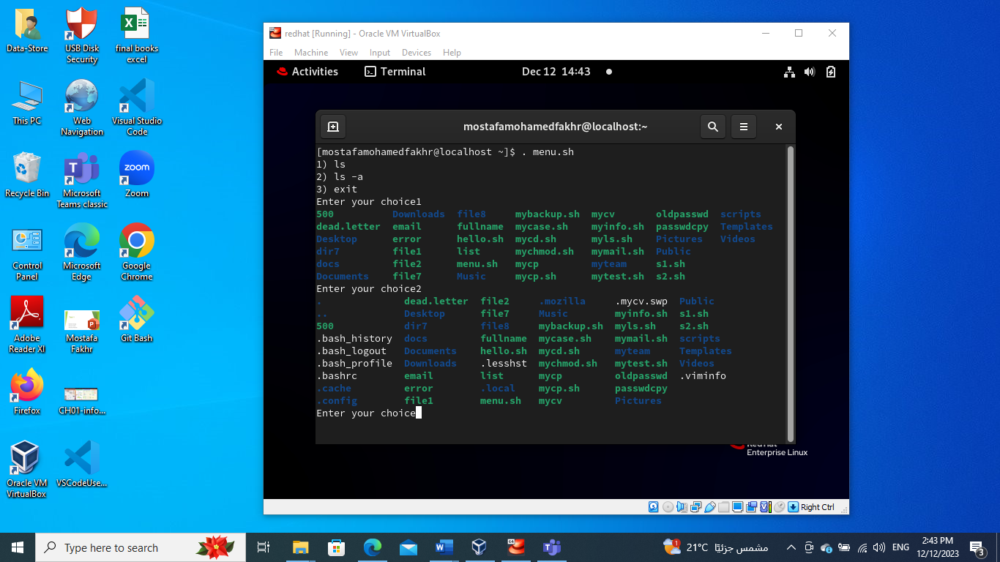 Data-Store
USB Disk Security
final books excel
This PC
Web Navigation
Visual Studio Code
Recycle Bin
Microsoft Teams classic
zoom
Zoom
Control Panel
Microsoft Edge
Google Chrome
Adobe Reader XI
Mostafa Fakhr
Git Bash
Firefox
CH01-info...
Oracle VM VirtualBox
VSCodeUse...
redhat [Running] - Oracle VM VirtualBox
File Machine View Input Devices Help
Activities Terminal Dec 12 14:43
mostafamohamedfakhr@localhost:~
[mostafamohamedfakhr@localhost ~]$ . menu.sh
1) ls
2) ls -a
3) exit
Enter your choice1
500 Downloads file8 mybackup.sh mycv oldpasswd scripts
dead.letter email fullname mycase.sh myinfo.sh passwdcpy Templates
Desktop error hello.sh mycd.sh myls.sh Pictures Videos
dir7 file1 list mychmod.sh mymail.sh Public
docs file2 menu.sh mycp myteam s1.sh
Documents file7 Music mycp.sh mytest.sh s2.sh
Enter your choice2
. dead.letter file2 .mozilla .mycv.swp Public
.. Desktop file7 Music myinfo.sh s1.sh
500 dir7 file8 mybackup.sh myls.sh s2.sh
.bash_history docs fullname mycase.sh mymail.sh scripts
.bash_logout Documents hello.sh mycd.sh myteam Templates
.bash_profile Downloads .lesshst mychmod.sh mytest.sh Videos
.bashrc email list mycp oldpasswd .viminfo
.cache error .local mycp.sh passwdcpy
.config file1 menu.sh mycv Pictures
Enter your choice
Red Hat
Enterprise Linux
Right Ctrl
Type here to search
21°C مشمس جزئيًا
ENG
2:43 PM
12/12/2023
3